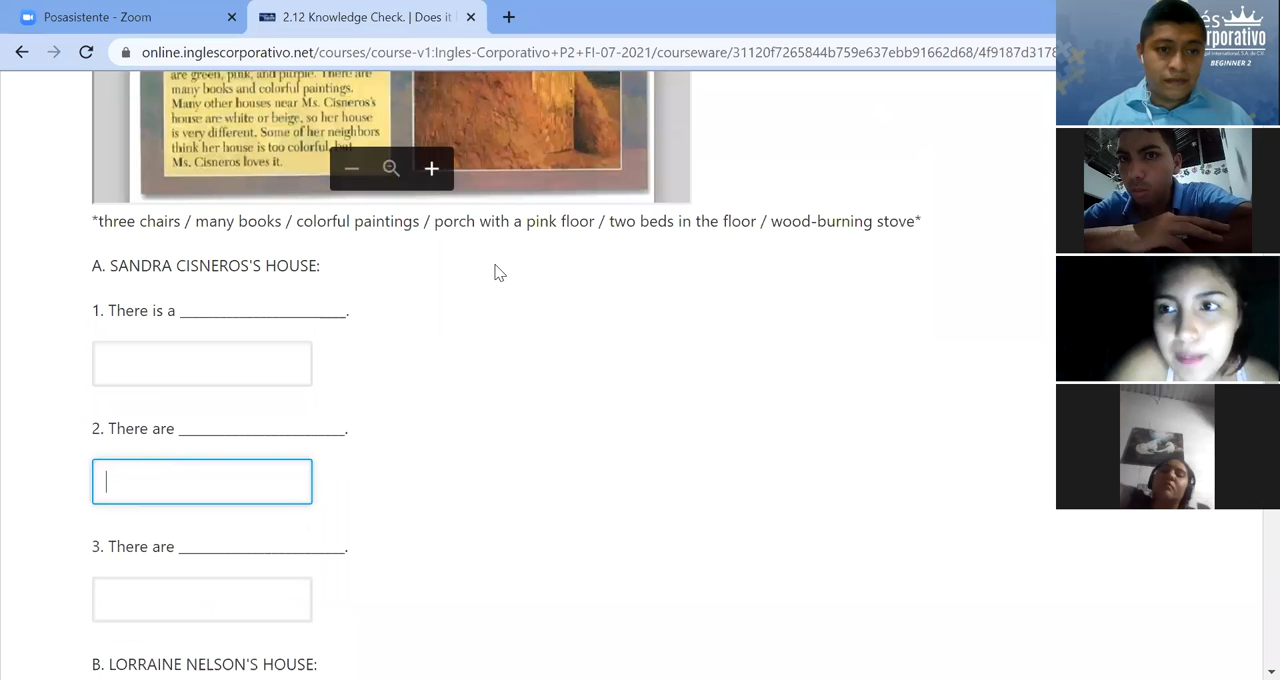 Posasistente - Zoom
2.12 Knowledge Check. | Does it
online.inglescorporativo.net/courses/course-v1:Ingles-Corporativo+P2+FI-07-2021/courseware/31120f7265844b759e637ebb91662d68/4f9187d3178
are green, pink, and purple. There are
many books and colorful paintings.
Many other houses near Ms. Cisneros's
house are white or beige, so her house
is very different. Some of her neighbors
think her house is too colorful, but
Ms. Cisneros loves it.
*three chairs / many books / colorful paintings / porch with a pink floor / two beds in the floor / wood-burning stove*
A. SANDRA CISNEROS'S HOUSE:
1. There is a ____________________.
2. There are ____________________.
3. There are ____________________.
B. LORRAINE NELSON'S HOUSE:
BEGINNER 2